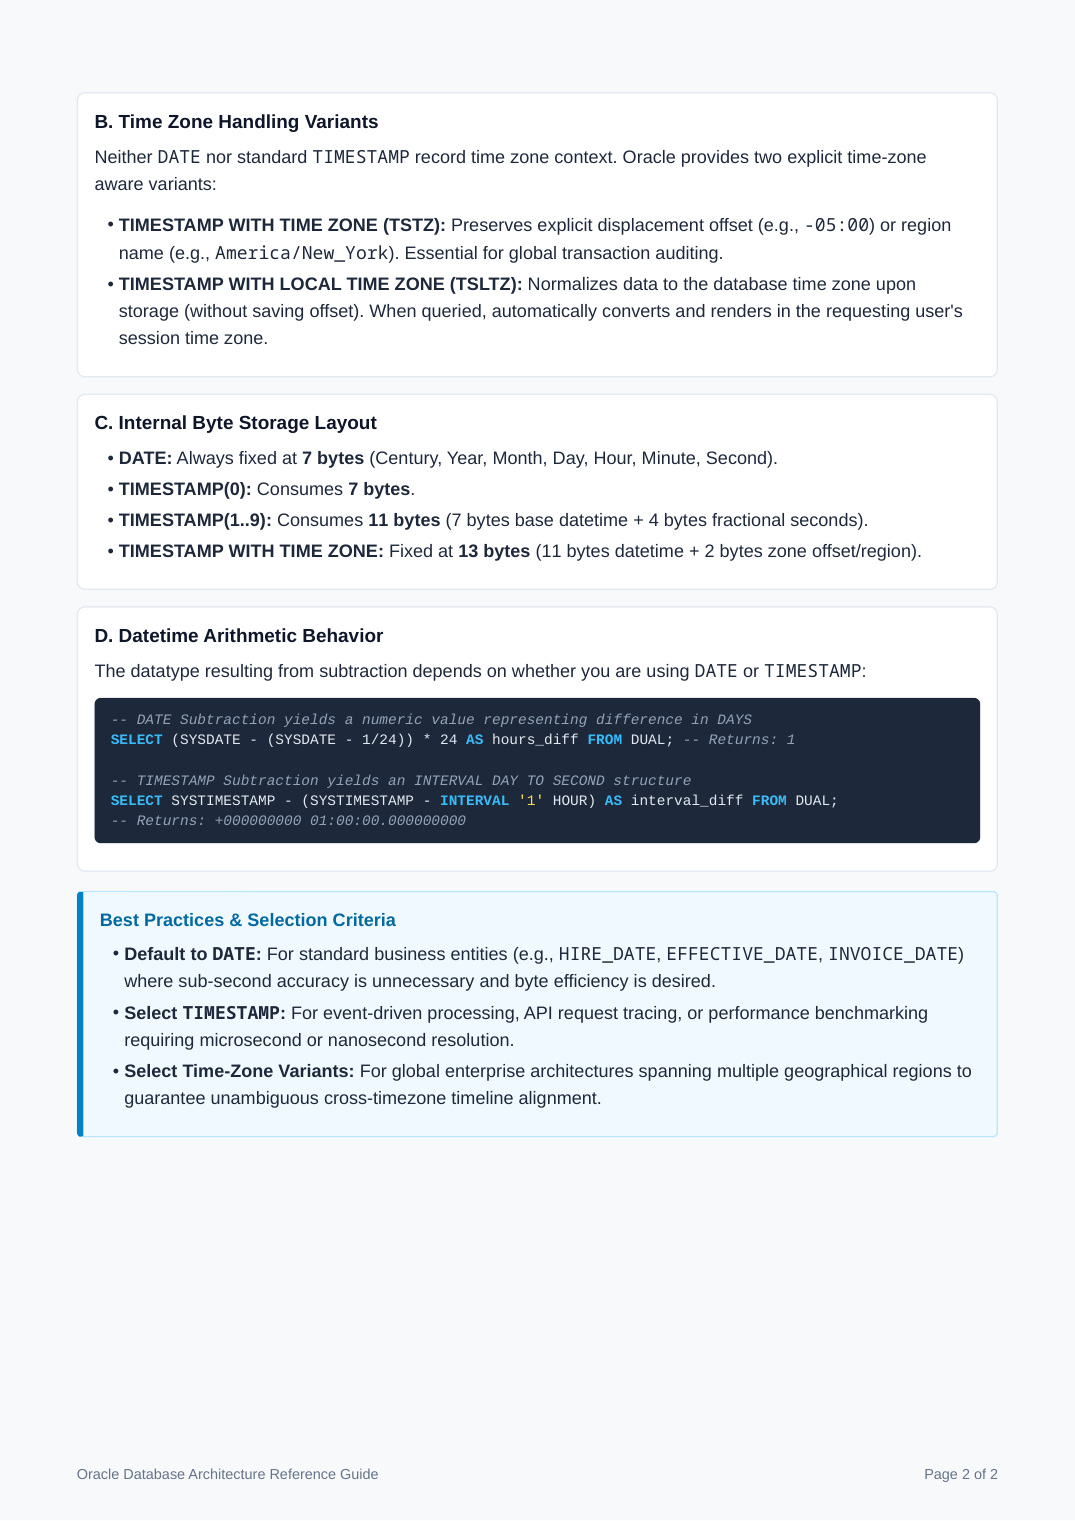 B. Time Zone Handling Variants
Neither DATE nor standard TIMESTAMP record time zone context. Oracle provides two explicit time-zone
aware variants:
• TIMESTAMP WITH TIME ZONE (TSTZ): Preserves explicit displacement offset (e.g., -05:00) or region
name (e.g., America/New_York). Essential for global transaction auditing.
• TIMESTAMP WITH LOCAL TIME ZONE (TSLTZ): Normalizes data to the database time zone upon
storage (without saving offset). When queried, automatically converts and renders in the requesting user's
session time zone.
C. Internal Byte Storage Layout
• DATE: Always fixed at 7 bytes (Century, Year, Month, Day, Hour, Minute, Second).
• TIMESTAMP(0): Consumes 7 bytes.
• TIMESTAMP(1..9): Consumes 11 bytes (7 bytes base datetime + 4 bytes fractional seconds).
• TIMESTAMP WITH TIME ZONE: Fixed at 13 bytes (11 bytes datetime + 2 bytes zone offset/region).
D. Datetime Arithmetic Behavior
The datatype resulting from subtraction depends on whether you are using DATE or TIMESTAMP:
-- DATE Subtraction yields a numeric value representing difference in DAYS
SELECT (SYSDATE - (SYSDATE - 1/24)) * 24 AS hours_diff FROM DUAL; -- Returns: 1
-- TIMESTAMP Subtraction yields an INTERVAL DAY TO SECOND structure
SELECT SYSTIMESTAMP - (SYSTIMESTAMP - INTERVAL '1' HOUR) AS interval_diff FROM DUAL;
-- Returns: +000000000 01:00:00.000000000
Best Practices & Selection Criteria
• Default to DATE: For standard business entities (e.g., HIRE_DATE, EFFECTIVE_DATE, INVOICE_DATE)
where sub-second accuracy is unnecessary and byte efficiency is desired.
• Select TIMESTAMP: For event-driven processing, API request tracing, or performance benchmarking
requiring microsecond or nanosecond resolution.
• Select Time-Zone Variants: For global enterprise architectures spanning multiple geographical regions to
guarantee unambiguous cross-timezone timeline alignment.
Oracle Database Architecture Reference Guide
Page 2 of 2